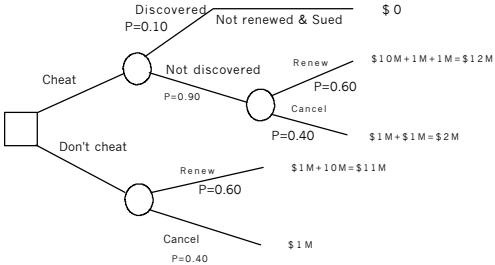 Discovered
P=0.10
Not renewed & Sued
$ 0
Cheat
Not discovered
P=0.90
Renew
P=0.60
$10M+1M+1M=$12M
Cancel
P=0.40
$1M+$1M=$2M
Don't cheat
Renew
P=0.60
$1M+10M=$11M
Cancel
P=0.40
$1M